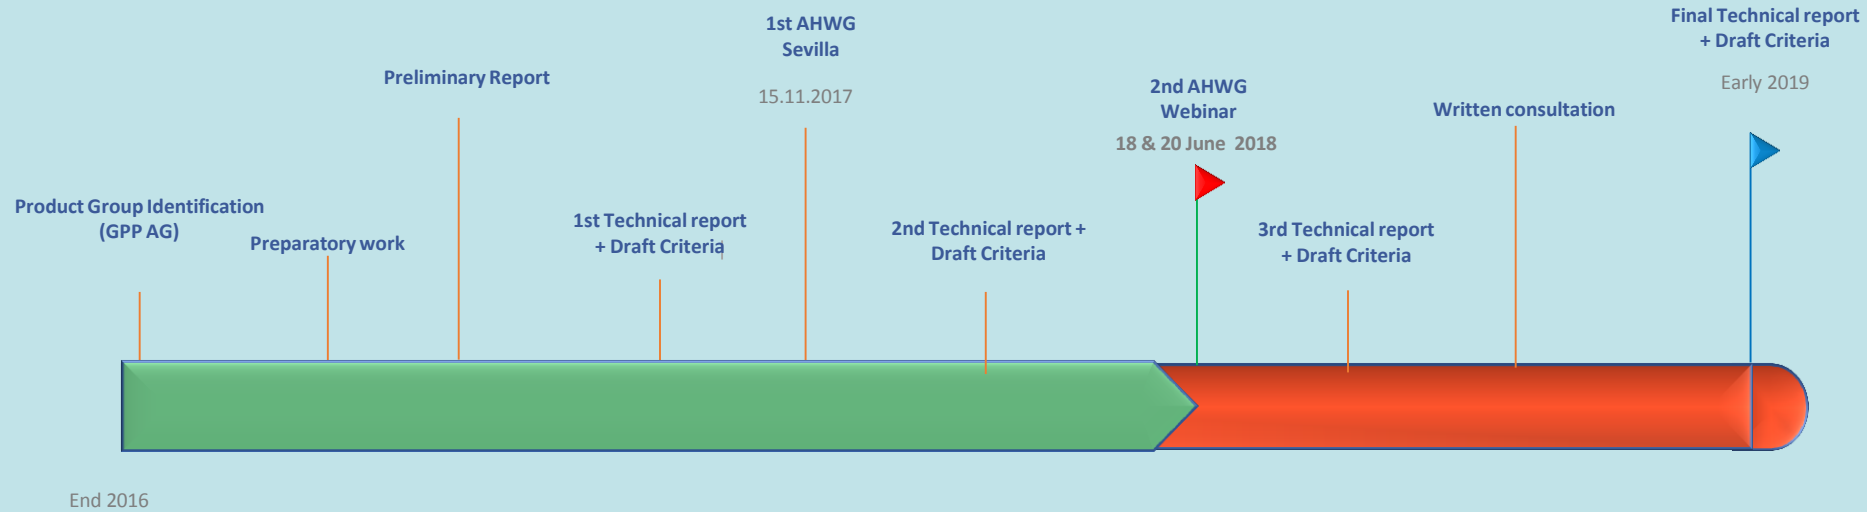 Product Group Identification
(GPP AG)
Preparatory work
Preliminary Report
1st Technical report
+ Draft Criteria
1st AHWG
Sevilla
15.11.2017
2nd Technical report +
Draft Criteria
2nd AHWG
Webinar
18 & 20 June 2018
3rd Technical report
+ Draft Criteria
Written consultation
Final Technical report
+ Draft Criteria
Early 2019
End 2016